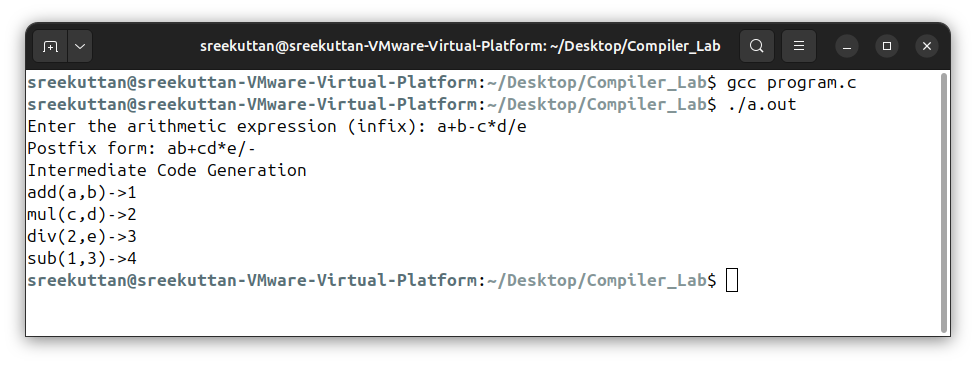 sreekuttan@sreekuttan-VMware-Virtual-Platform: ~/Desktop/Compiler_Lab
sreekuttan@sreekuttan-VMware-Virtual-Platform:~/Desktop/Compiler_Lab$ gcc program.c
sreekuttan@sreekuttan-VMware-Virtual-Platform:~/Desktop/Compiler_Lab$ ./a.out
Enter the arithmetic expression (infix): a+b-c*d/e
Postfix form: ab+cd*e/-
Intermediate Code Generation
add(a,b)->1
mul(c,d)->2
div(2,e)->3
sub(1,3)->4
sreekuttan@sreekuttan-VMware-Virtual-Platform:~/Desktop/Compiler_Lab$